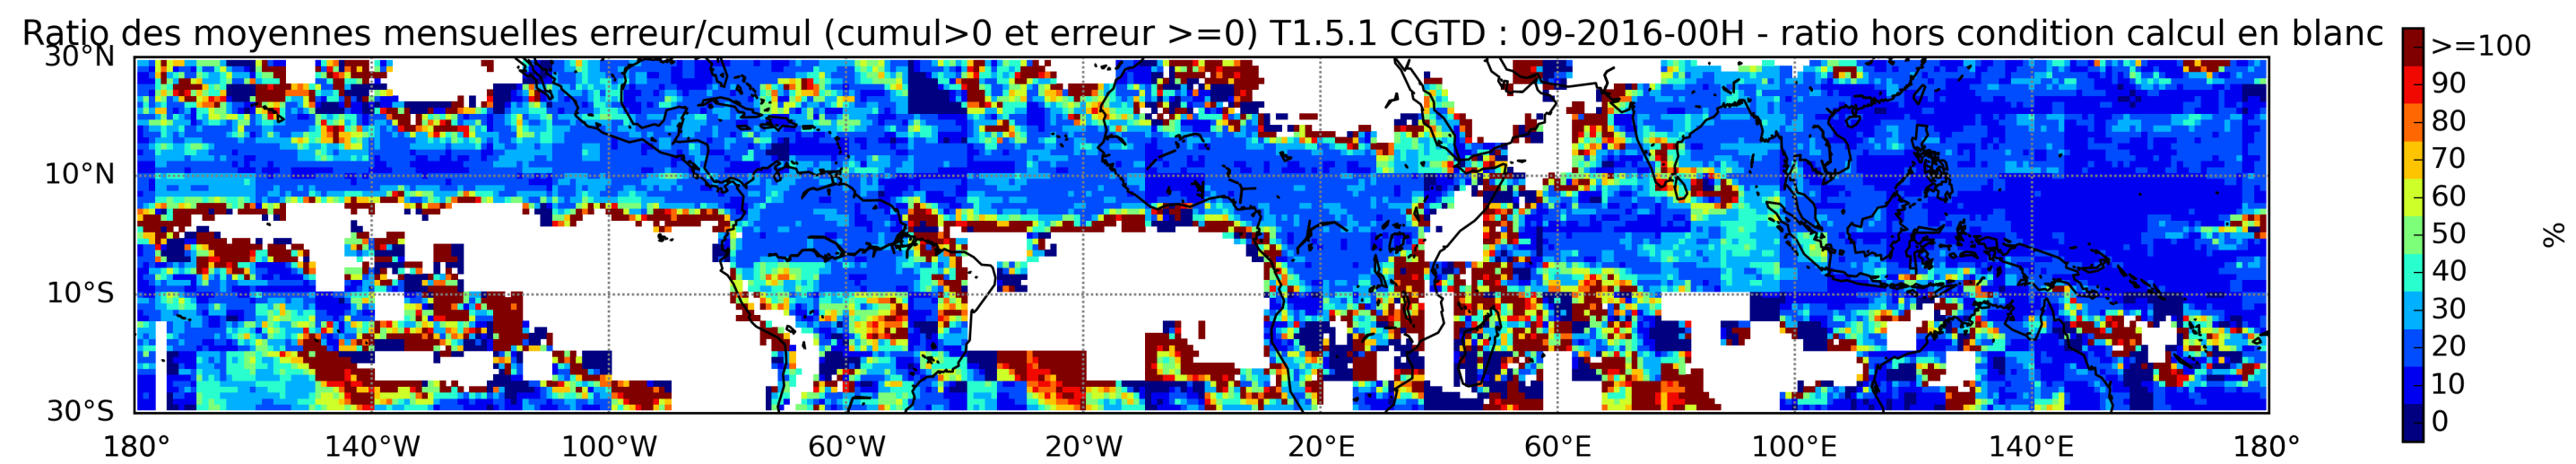 Ratio des moyennes mensuelles erreur/cumul (cumul>0 et erreur >=0) T1.5.1 CGTD : 09-2016-00H - ratio hors condition calcul en blanc
30°N
10°N
10°S
30°S
180°
140°W
100°W
60°W
20°W
20°E
60°E
100°E
140°E
180°
>=100
90
80
70
60
50
40
30
20
10
0
%